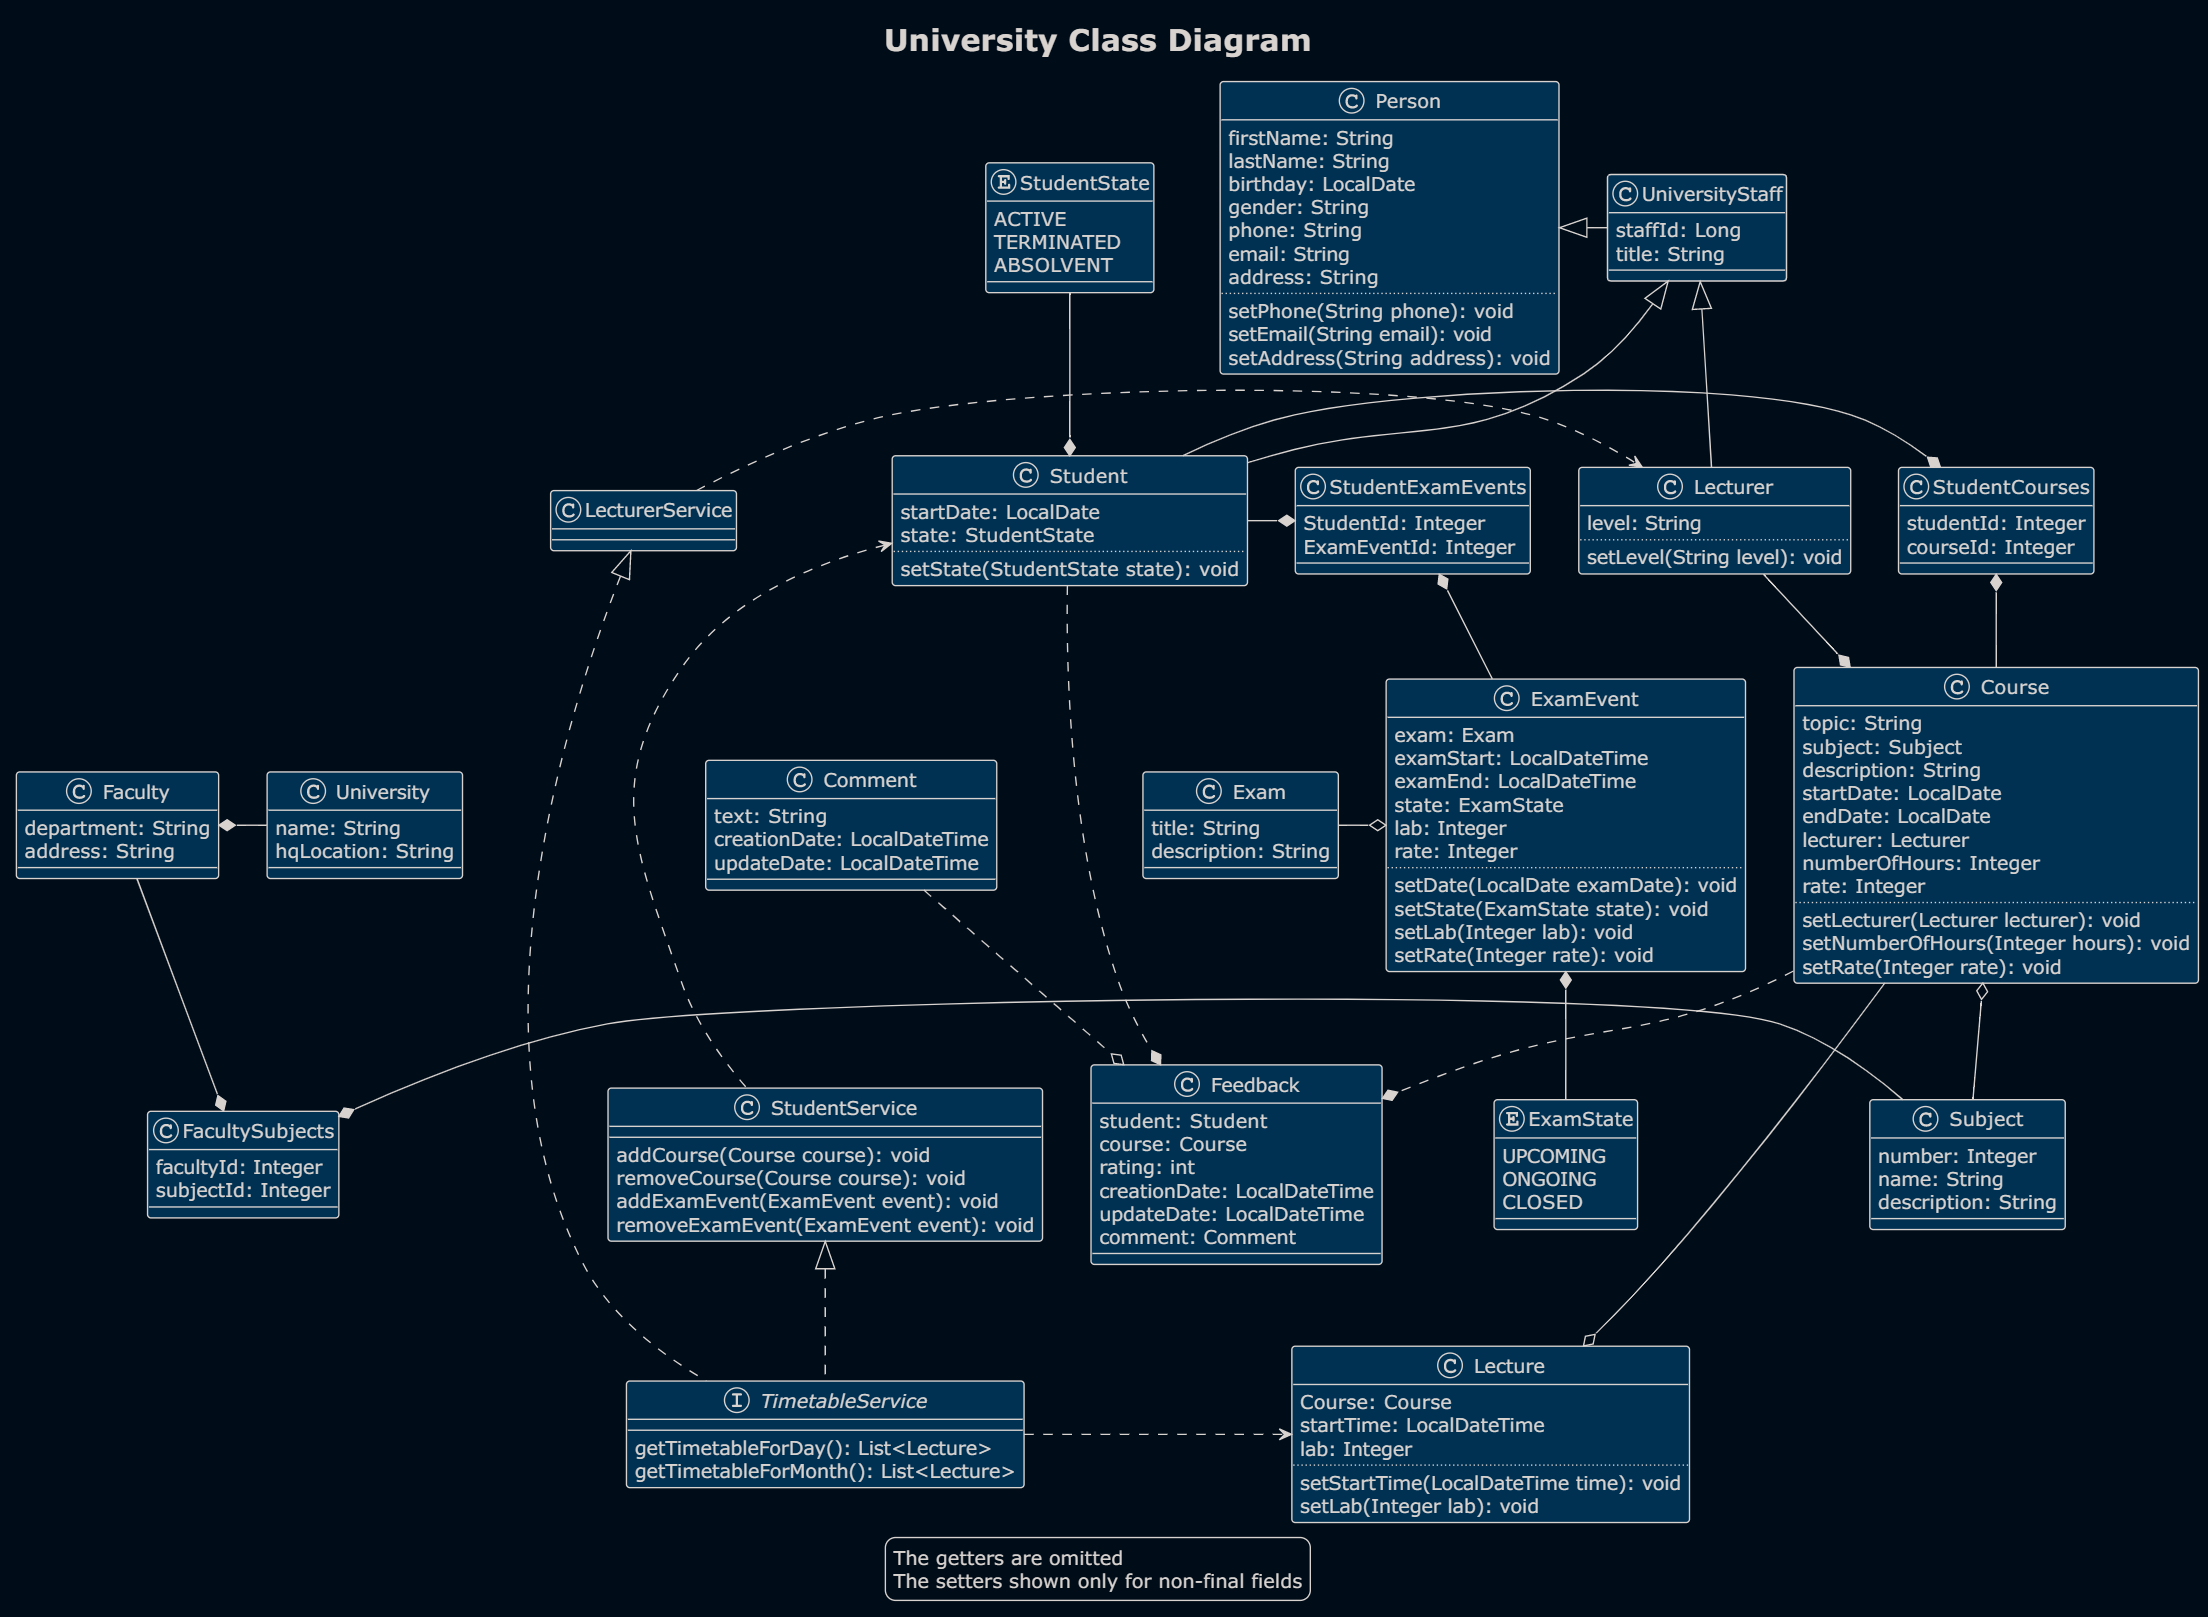 University Class Diagram
C Person
firstName: String
lastName: String
birthday: LocalDate
gender: String
phone: String
email: String
address: String
setPhone(String phone): void
setEmail(String email): void
setAddress(String address): void
E StudentState
ACTIVE
TERMINATED
ABSOLVENT
C UniversityStaff
staffId: Long
title: String
C LecturerService
C Student
startDate: LocalDate
state: StudentState
setState(StudentState state): void
C StudentExamEvents
StudentId: Integer
ExamEventId: Integer
C Lecturer
level: String
setLevel(String level): void
C StudentCourses
studentId: Integer
courseId: Integer
C Faculty
department: String
address: String
C University
name: String
hqLocation: String
C Comment
text: String
creationDate: LocalDateTime
updateDate: LocalDateTime
C Exam
title: String
description: String
C ExamEvent
exam: Exam
examStart: LocalDateTime
examEnd: LocalDateTime
state: ExamState
lab: Integer
rate: Integer
setDate(LocalDate examDate): void
setState(ExamState state): void
setLab(Integer lab): void
setRate(Integer rate): void
C Course
topic: String
subject: Subject
description: String
startDate: LocalDate
endDate: LocalDate
lecturer: Lecturer
numberOfHours: Integer
rate: Integer
setLecturer(Lecturer lecturer): void
setNumberOfHours(Integer hours): void
setRate(Integer rate): void
C FacultySubjects
facultyId: Integer
subjectId: Integer
C StudentService
addCourse(Course course): void
removeCourse(Course course): void
addExamEvent(ExamEvent event): void
removeExamEvent(ExamEvent event): void
C Feedback
student: Student
course: Course
rating: int
creationDate: LocalDateTime
updateDate: LocalDateTime
comment: Comment
E ExamState
UPCOMING
ONGOING
CLOSED
C Subject
number: Integer
name: String
description: String
I TimetableService
getTimetableForDay(): List<Lecture>
getTimetableForMonth(): List<Lecture>
C Lecture
Course: Course
startTime: LocalDateTime
lab: Integer
setStartTime(LocalDateTime time): void
setLab(Integer lab): void
The getters are omitted
The setters shown only for non-final fields